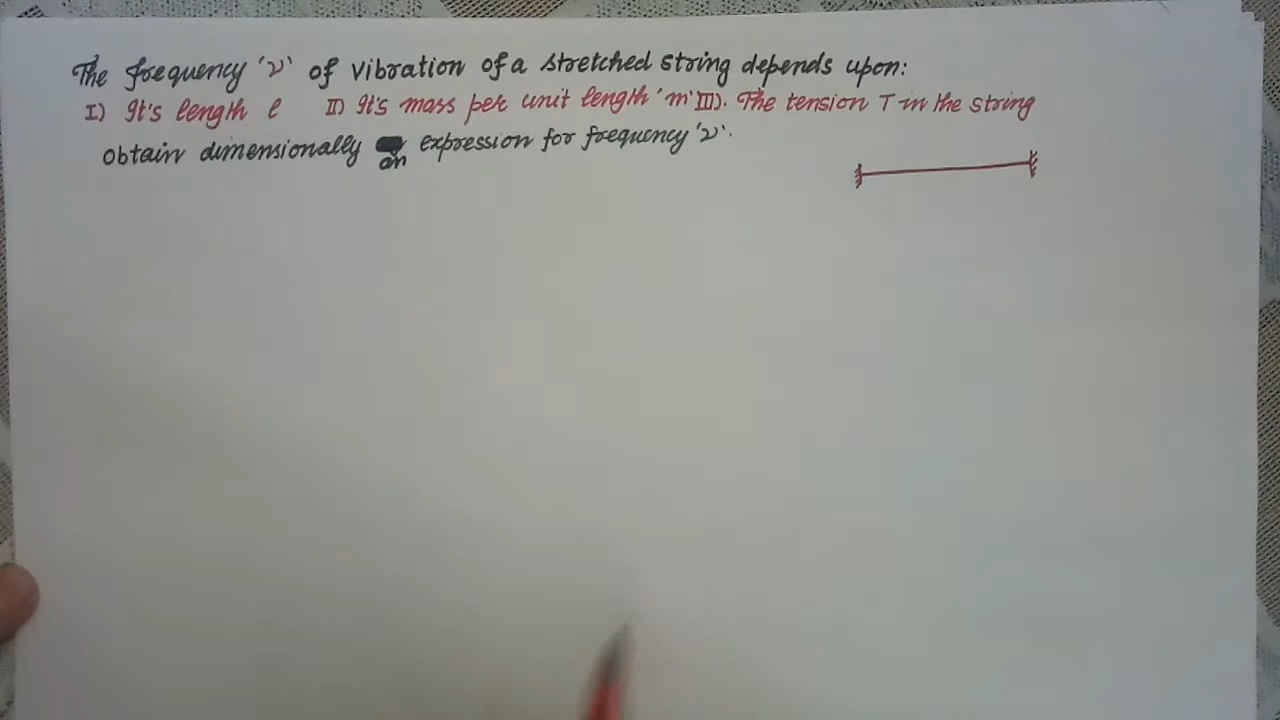 The frequency 'ν' of vibration of a stretched string depends upon:
I) It's length l II) It's mass per unit length 'm' III). The tension T in the string
Obtain dimensionally an expression for frequency 'ν'.